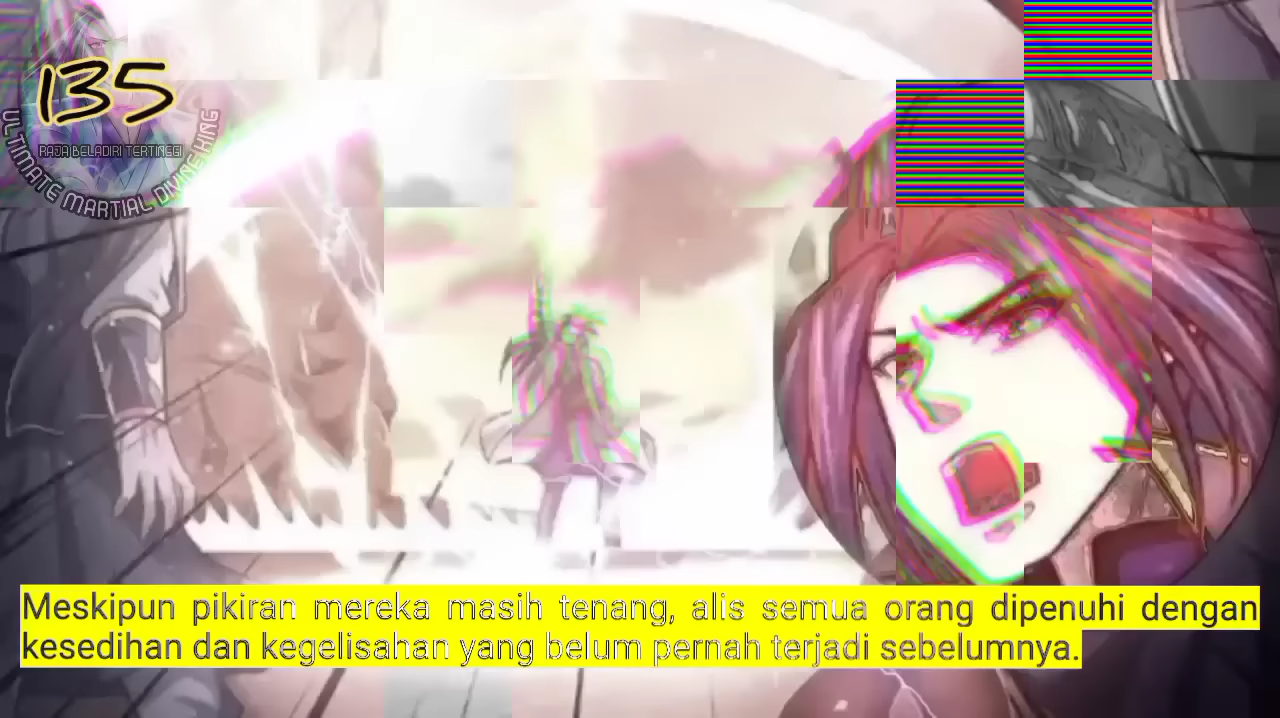 135
RAJA BELADIRI TERTINGGI
ULTIMATE MARTIAL DIVINE KING
Meskipun pikiran mereka masih tenang, alis semua orang dipenuhi dengan
kesedihan dan kegelisahan yang belum pernah terjadi sebelumnya.